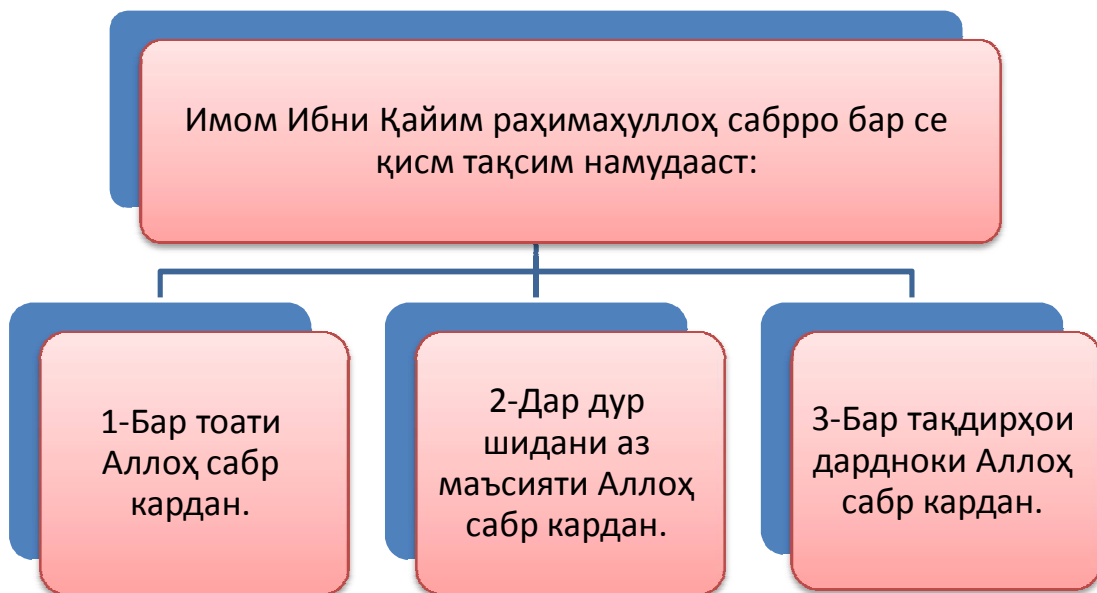 Имом Ибни Қайим раҳимаҳуллоҳ сабрро бар се
қисм тақсим намудааст:
1-Бар тоати
Аллоҳ сабр
кардан.
2-Дар дур
шидани аз
маъсияти Аллоҳ
сабр кардан.
3-Бар тақдирҳои
дардноки Аллоҳ
сабр кардан.